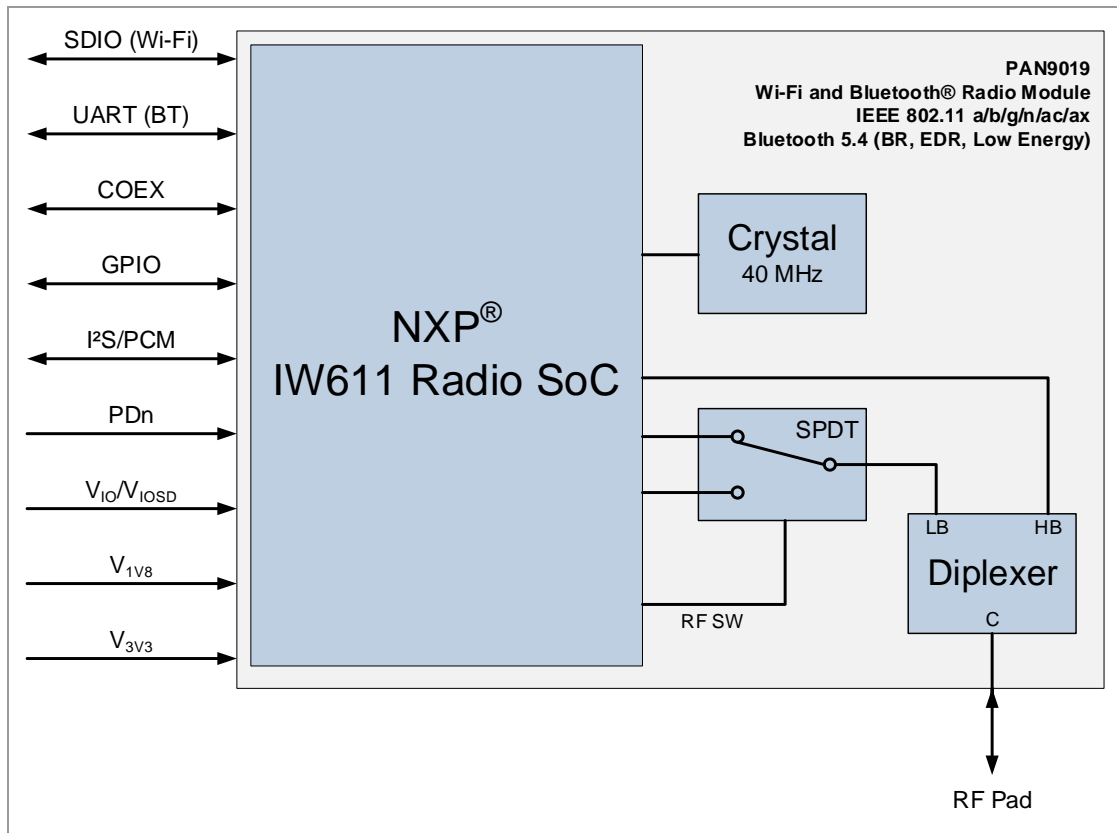 SDIO (Wi-Fi)
UART (BT)
COEX
GPIO
I²S/PCM
PDn
VIO/VIOSD
V1V8
V3V3
NXP®
IW611 Radio SoC
PAN9019
Wi-Fi and Bluetooth® Radio Module
IEEE 802.11 a/b/g/n/ac/ax
Bluetooth 5.4 (BR, EDR, Low Energy)
Crystal
40 MHz
SPDT
RF SW
LB
HB
Diplexer
C
RF Pad